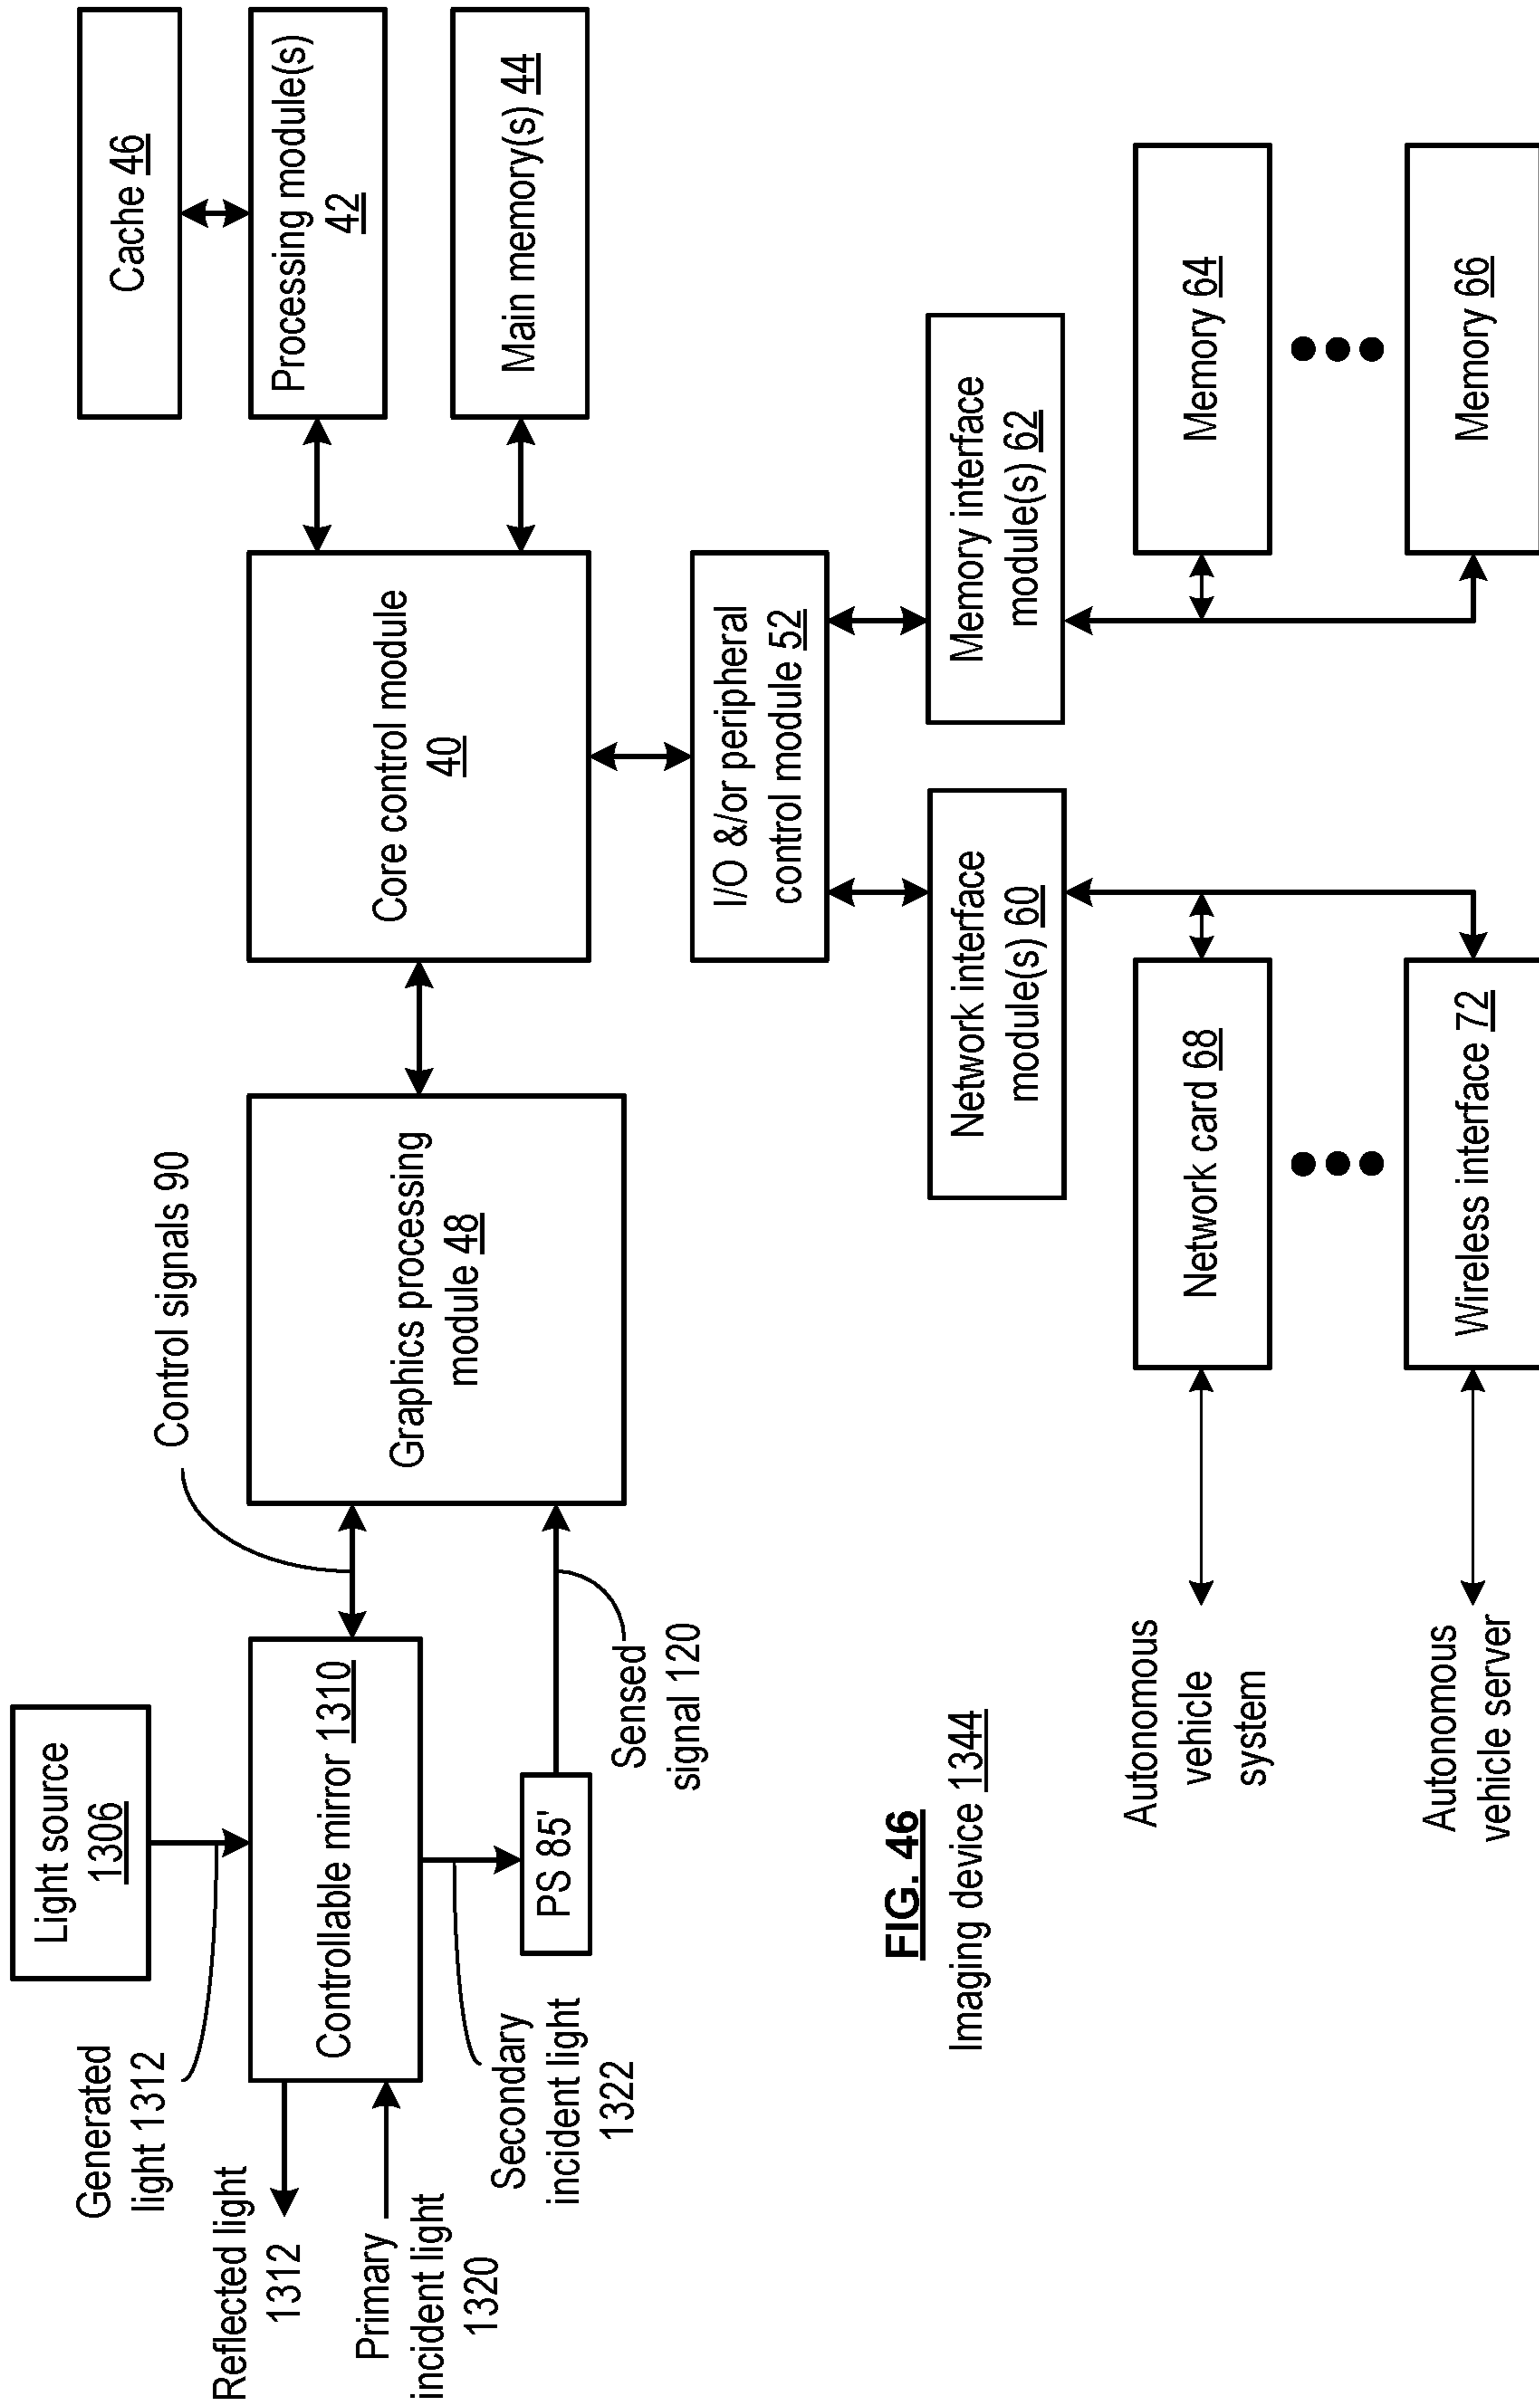 Generated
light 1312
Light source
1306
Control signals 90
Reflected light
1312
Primary
incident light
1320
Controllable mirror 1310
Secondary
incident light
1322
PS 85'
Sensed
signal 120
Graphics processing
module 48
Core control module
40
Cache 46
Processing module(s)
42
Main memory(s) 44
I/O &/or peripheral
control module 52
Network interface
module(s) 60
Memory interface
module(s) 62
FIG. 46
Imaging device 1344
Autonomous
vehicle
system
Network card 68
Memory 64
Autonomous
vehicle server
Wireless interface 72
Memory 66